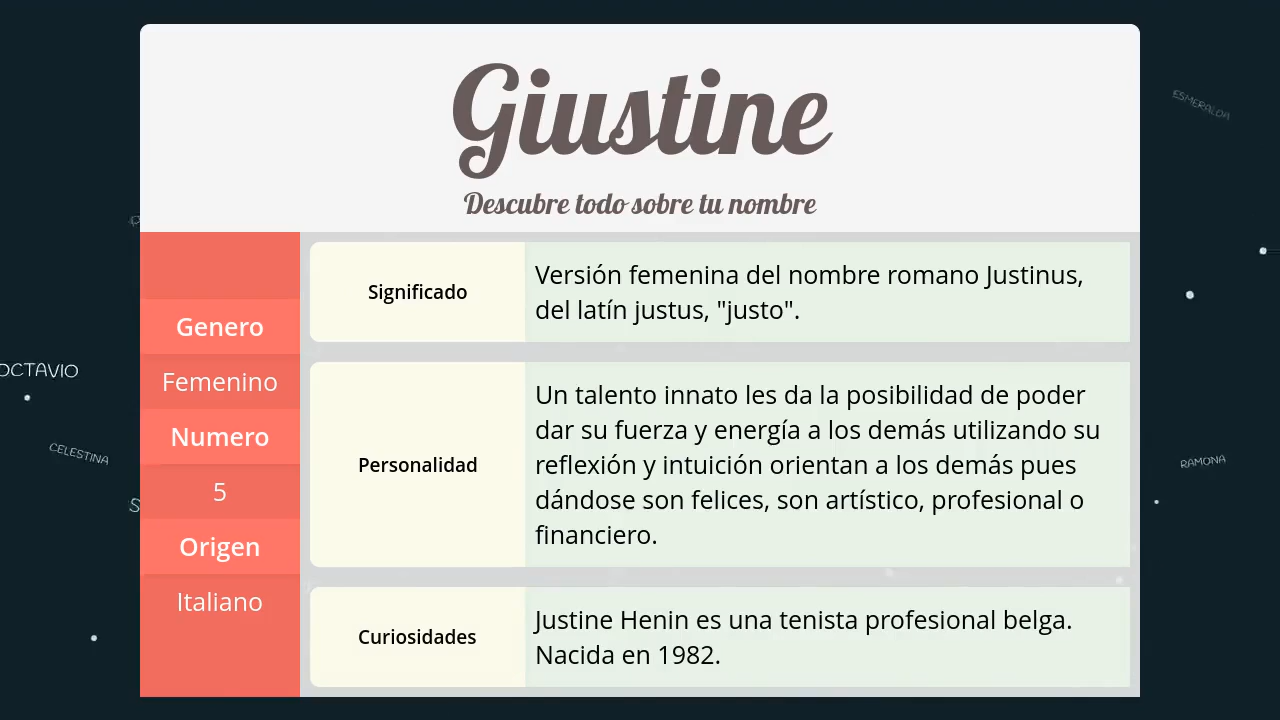 Giustine
Descubre todo sobre tu nombre
ESMERALDA
OCTAVIO
CELESTINA
RAMONA
Genero
Femenino
Numero
5
Origen
Italiano
Significado
Versión femenina del nombre romano Justinus,
del latín justus, "justo".
Personalidad
Un talento innato les da la posibilidad de poder
dar su fuerza y energía a los demás utilizando su
reflexión y intuición orientan a los demás pues
dándose son felices, son artístico, profesional o
financiero.
Curiosidades
Justine Henin es una tenista profesional belga.
Nacida en 1982.